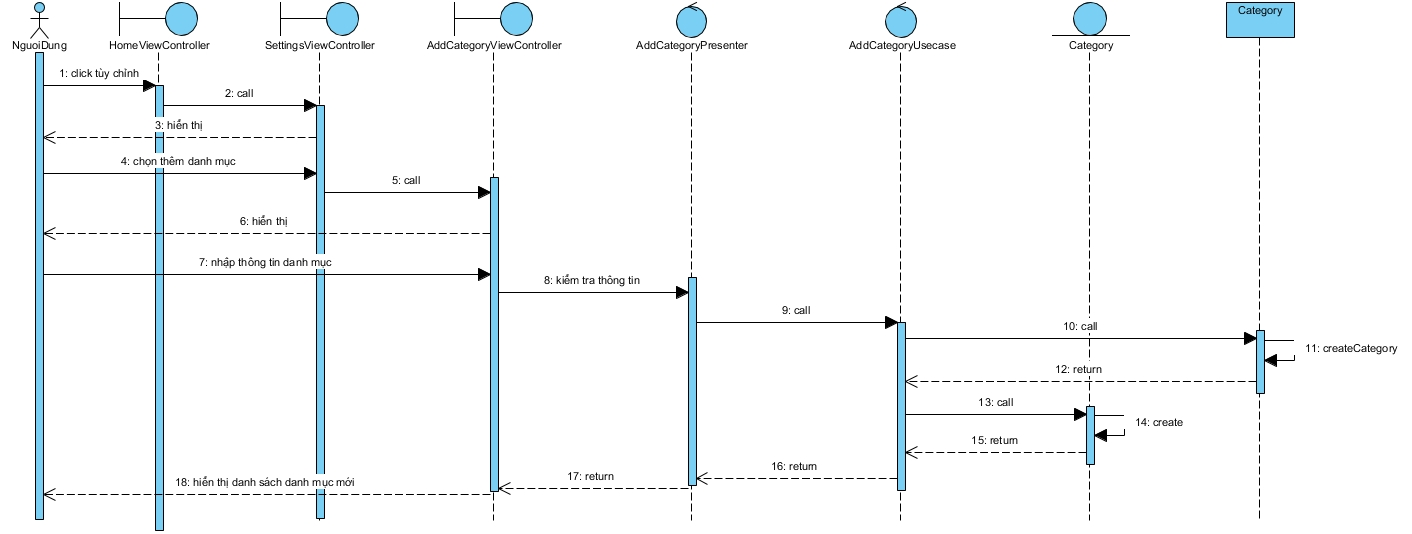 Category
NguoiDung
HomeViewController
SettingsViewController
AddCategoryViewController
AddCategoryPresenter
AddCategoryUsecase
Category
1: click tùy chỉnh
2: call
3: hiển thị
4: chọn thêm danh mục
5: call
6: hiển thị
7: nhập thông tin danh mục
8: kiểm tra thông tin
9: call
10: call
11: createCategory
12: return
13: call
14: create
15: return
16: return
17: return
18: hiển thị danh sách danh mục mới